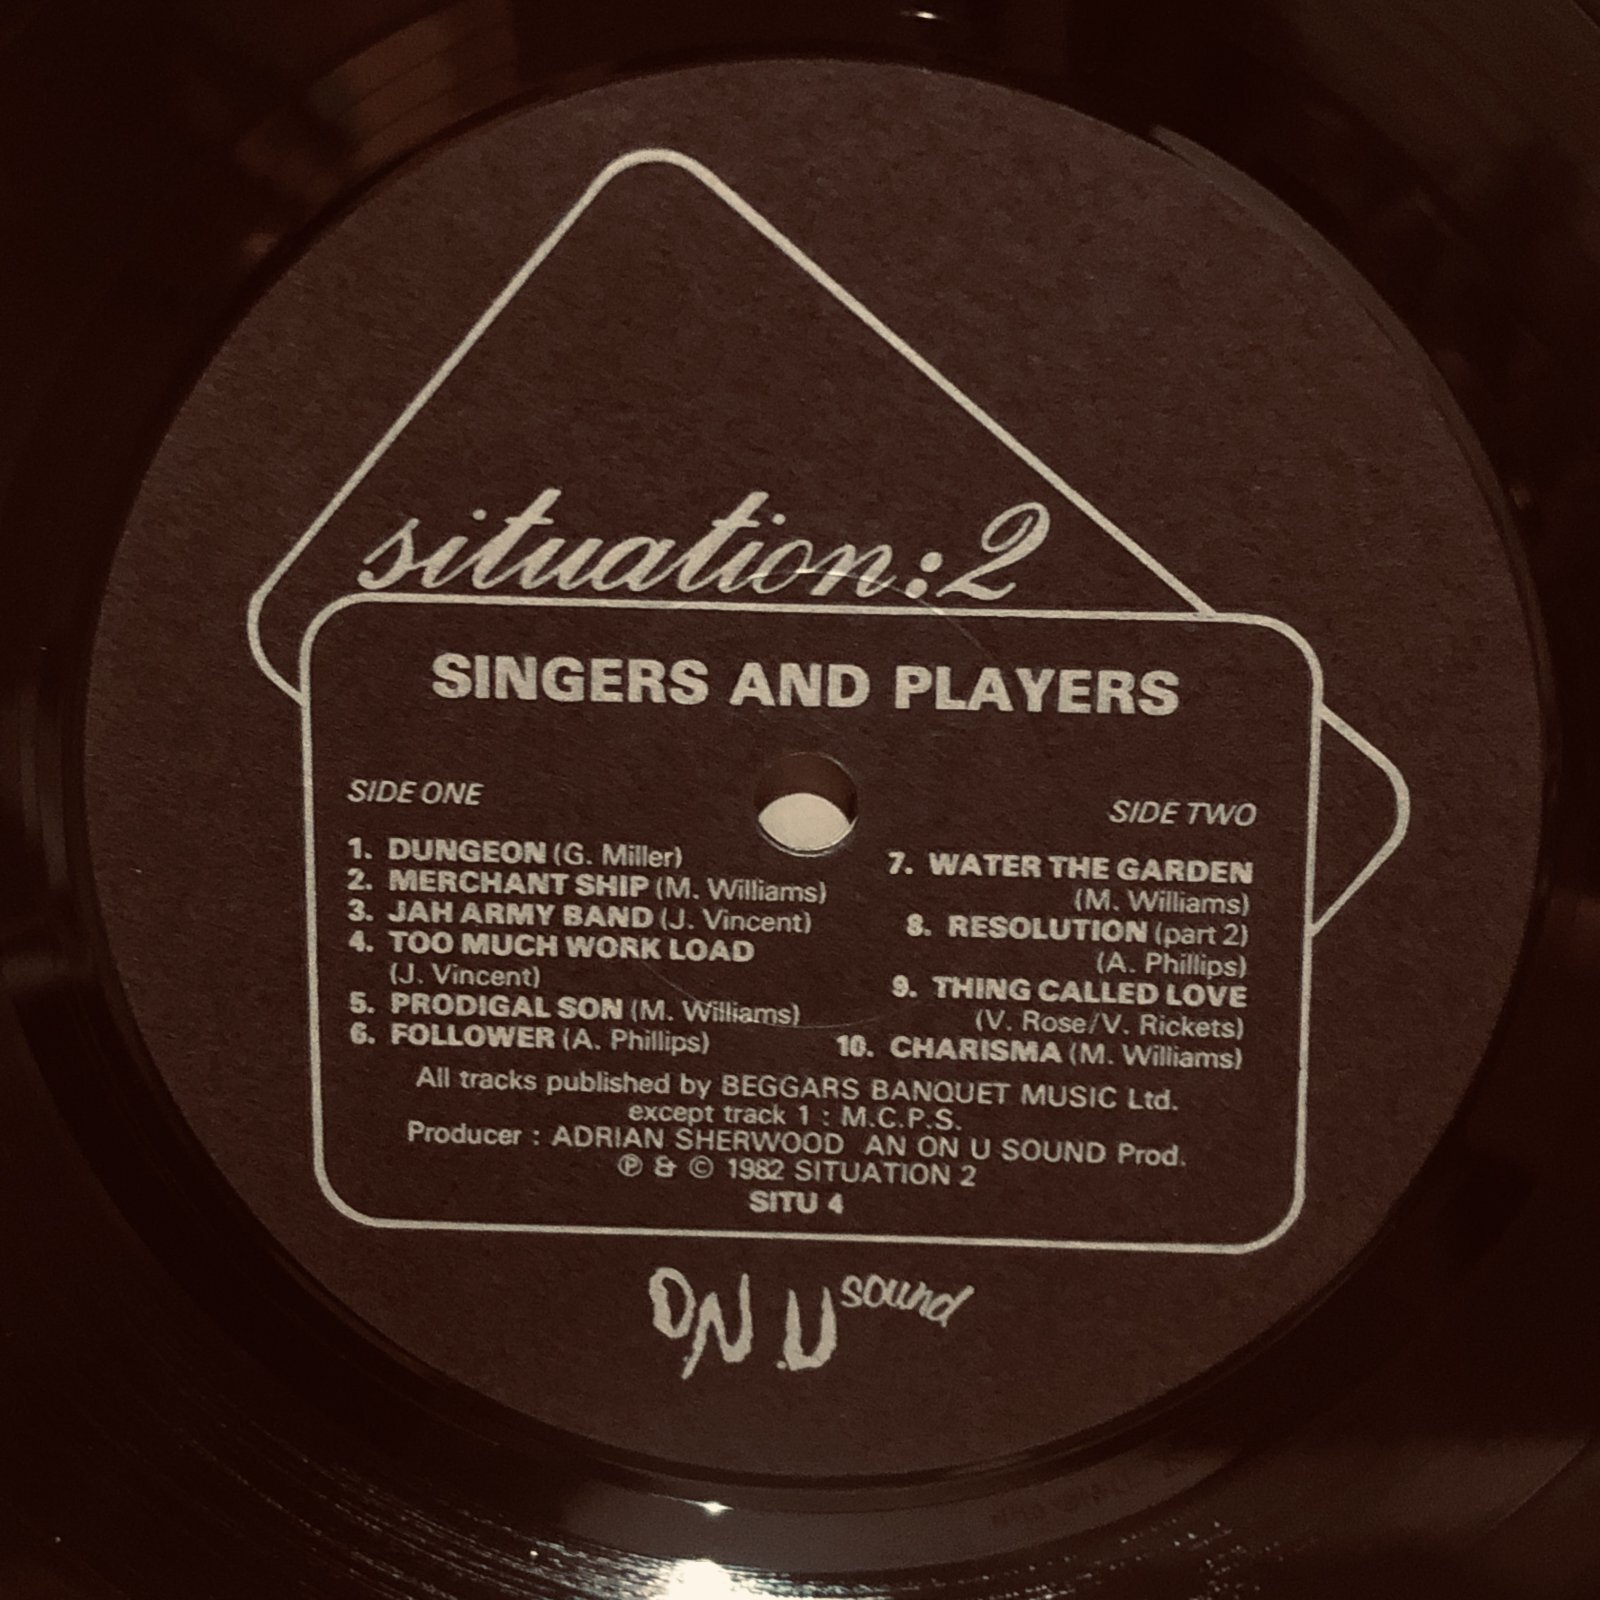 situation:2
SINGERS AND PLAYERS
SIDE ONE
1. DUNGEON (G. Miller)
2. MERCHANT SHIP (M. Williams)
3. JAH ARMY BAND (J. Vincent)
4. TOO MUCH WORK LOAD
(J. Vincent)
5. PRODIGAL SON (M. Williams)
6. FOLLOWER (A. Phillips)
SIDE TWO
7. WATER THE GARDEN
(M. Williams)
8. RESOLUTION (part 2)
(A. Phillips)
9. THING CALLED LOVE
(V. Rose/V. Rickets)
10. CHARISMA (M. Williams)
All tracks published by BEGGARS BANQUET MUSIC Ltd.
except track 1 : M.C.P.S.
Producer : ADRIAN SHERWOOD AN ON U SOUND Prod.
℗ & © 1982 SITUATION 2
SITU 4
O.N.U sound